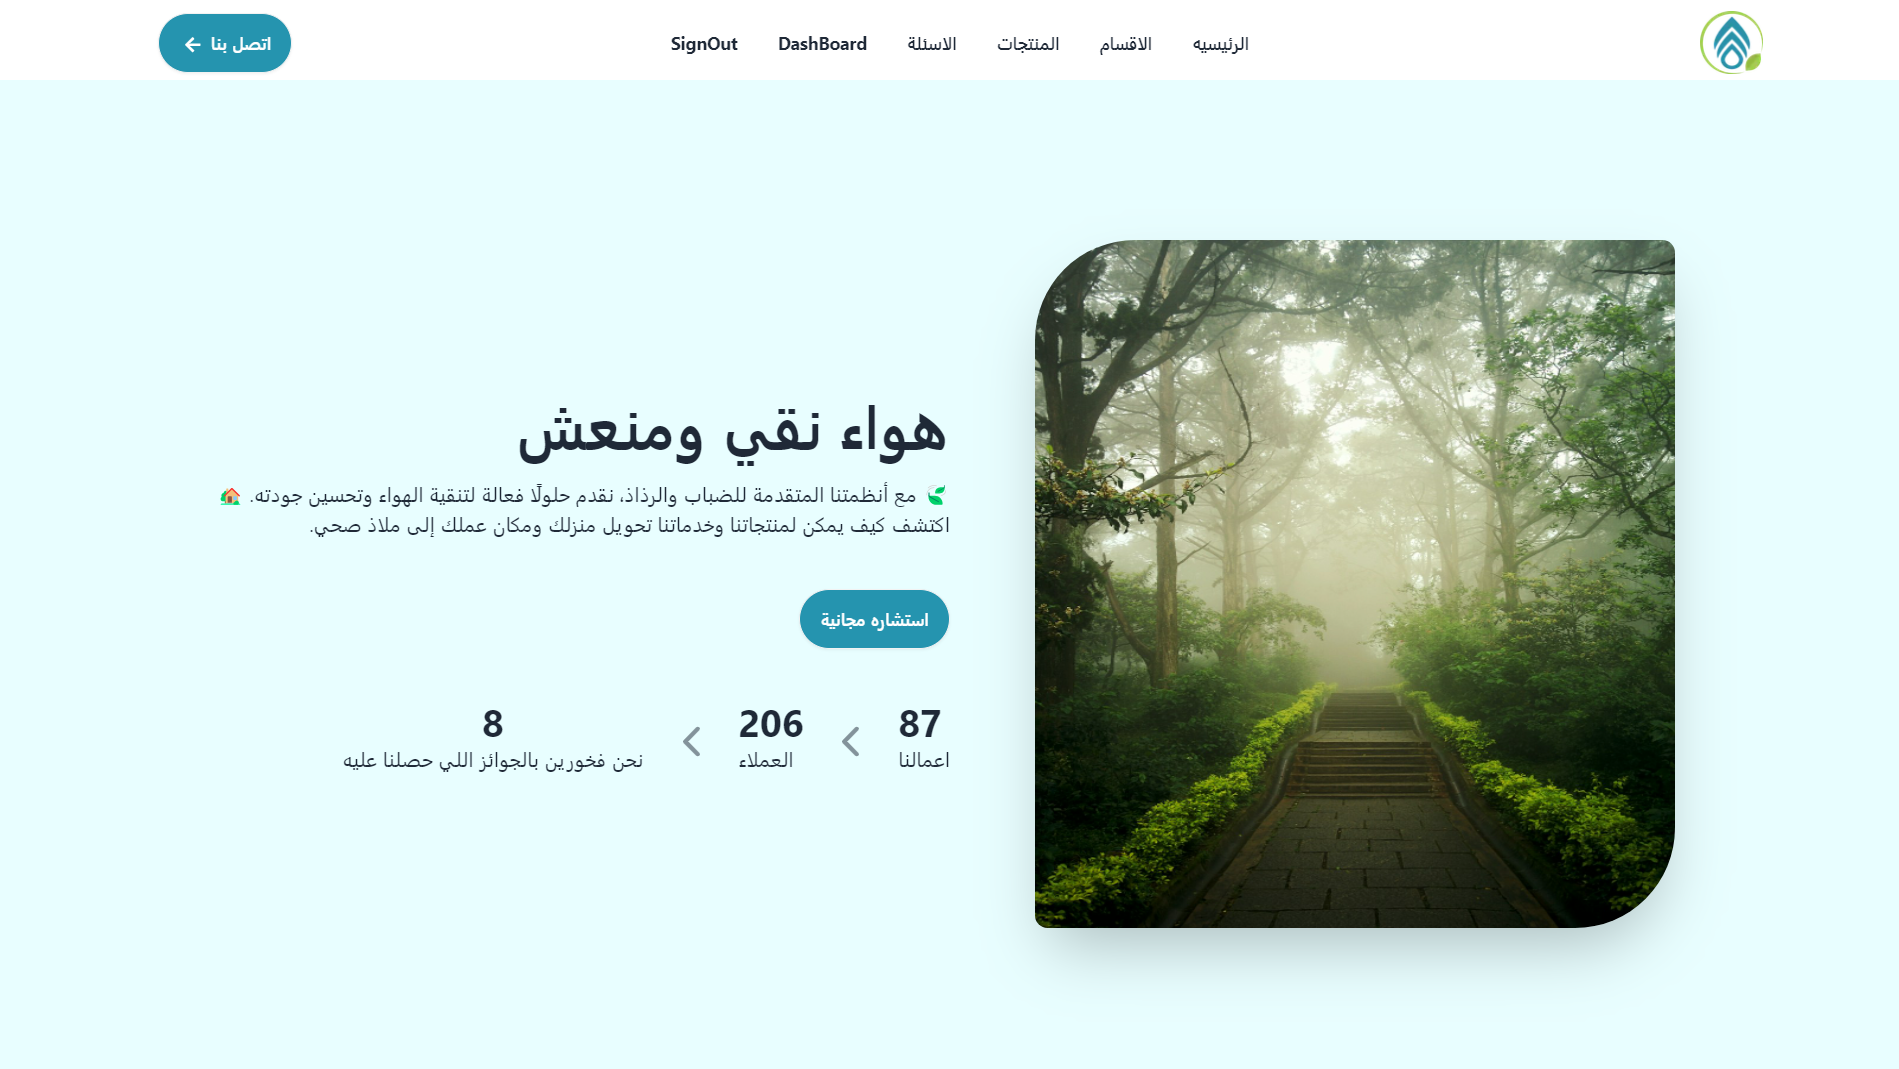 الرئيسيه
الاقسام
المنتجات
الاسئلة
DashBoard
SignOut
اتصل بنا
هواء نقي ومنعش
🍃 مع أنظمتنا المتقدمة للضباب والرذاذ، نقدم حلولًا فعالة لتنقية الهواء وتحسين جودته. 🏡
اكتشف كيف يمكن لمنتجاتنا وخدماتنا تحويل منزلك ومكان عملك إلى ملاذ صحي.
استشاره مجانية
87
اعمالنا
206
العملاء
8
نحن فخورين بالجوائز اللي حصلنا عليه